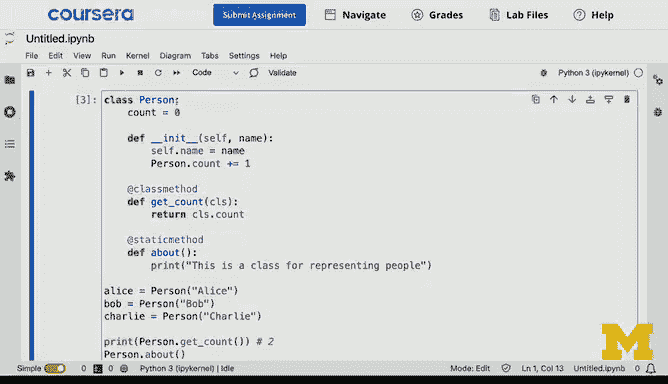 coursera
Submit Assignment
Navigate
Grades
Lab Files
Help
Untitled.ipynb
File Edit View Run Kernel Diagram Tabs Settings Help
Code
Validate
Python 3 (ipykernel)
[3]:
class Person:
    count = 0
    def __init__(self, name):
        self.name = name
        Person.count += 1
    @classmethod
    def get_count(cls):
        return cls.count
    @staticmethod
    def about():
        print("This is a class for representing people")
alice = Person("Alice")
bob = Person("Bob")
charlie = Person("Charlie")
print(Person.get_count()) # 2
Person.about()
M
Simple 0 0 Python 3 (ipykernel) | Idle Mode: Edit Ln 1, Col 13 Untitled.ipynb 0